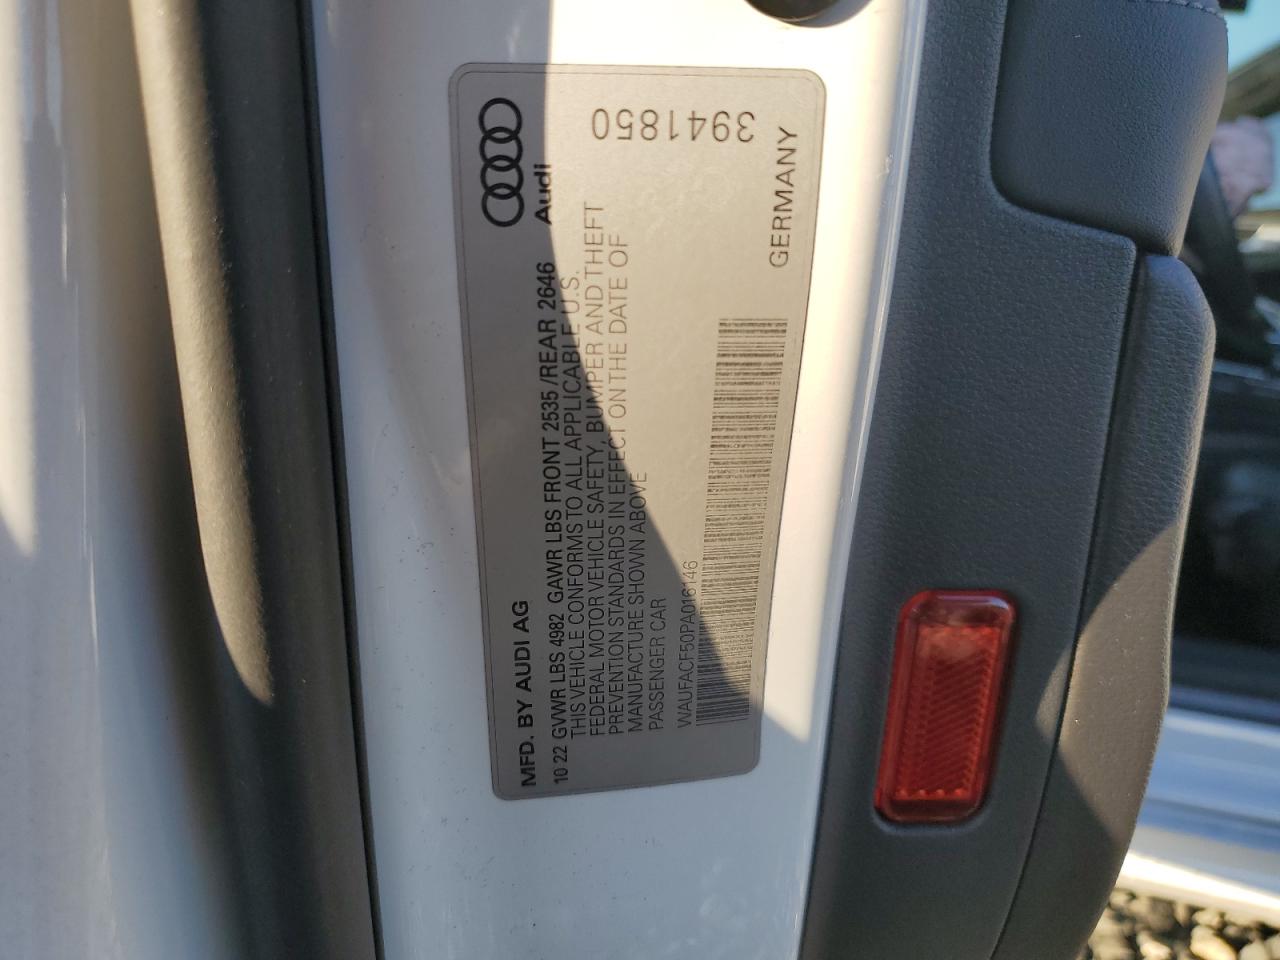 MFD. BY AUDI AG
Audi
10 22 GVWR LBS 4982 GAWR LBS FRONT 2535 /REAR 2646
THIS VEHICLE CONFORMS TO ALL APPLICABLE U.S.
FEDERAL MOTOR VEHICLE SAFETY, BUMPER AND THEFT
PREVENTION STANDARDS IN EFFECT ON THE DATE OF
MANUFACTURE SHOWN ABOVE
PASSENGER CAR
WAUFACF50PA016146
GERMANY
3941850